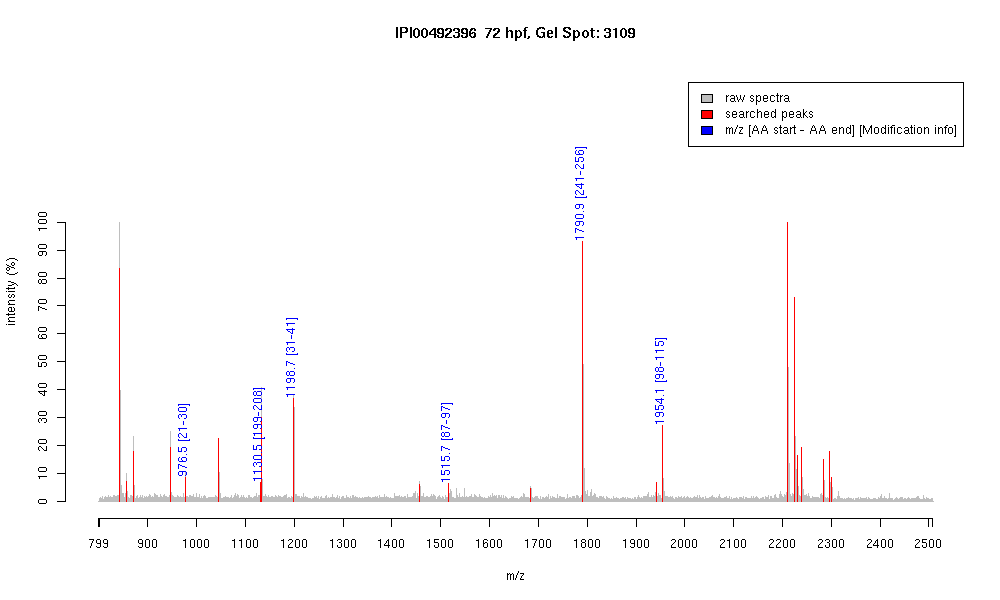 IPI00492396 72 hpf, Gel Spot: 3109
raw spectra
searched peaks
m/z [AA start - AA end] [Modification info]
intensity (%)
100
90
80
70
60
50
40
30
20
10
0
976.5 [21-30]
1130.5 [199-208]
1198.7 [31-41]
1515.7 [87-97]
1790.9 [241-256]
1954.1 [98-115]
799 900 1000 1100 1200 1300 1400 1500 1600 1700 1800 1900 2000 2100 2200 2300 2400 2500
m/z